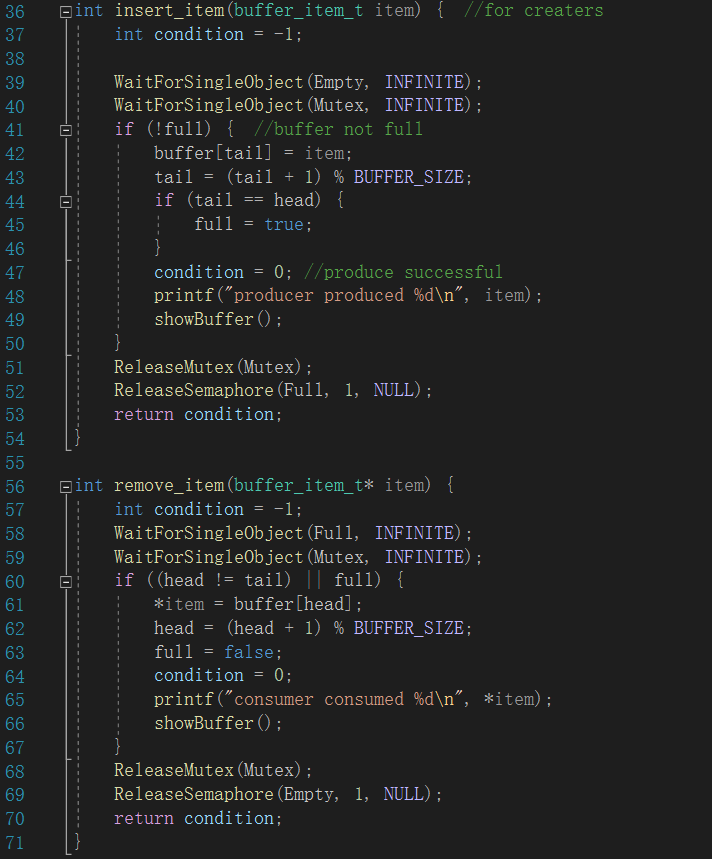 36 int insert_item(buffer_item_t item) {  //for creaters
37     int condition = -1;
38
39     WaitForSingleObject(Empty, INFINITE);
40     WaitForSingleObject(Mutex, INFINITE);
41     if (!full) {  //buffer not full
42         buffer[tail] = item;
43         tail = (tail + 1) % BUFFER_SIZE;
44         if (tail == head) {
45             full = true;
46         }
47         condition = 0; //produce successful
48         printf("producer produced %d\n", item);
49         showBuffer();
50     }
51     ReleaseMutex(Mutex);
52     ReleaseSemaphore(Full, 1, NULL);
53     return condition;
54 }
55
56 int remove_item(buffer_item_t* item) {
57     int condition = -1;
58     WaitForSingleObject(Full, INFINITE);
59     WaitForSingleObject(Mutex, INFINITE);
60     if ((head != tail) || full) {
61         *item = buffer[head];
62         head = (head + 1) % BUFFER_SIZE;
63         full = false;
64         condition = 0;
65         printf("consumer consumed %d\n", *item);
66         showBuffer();
67     }
68     ReleaseMutex(Mutex);
69     ReleaseSemaphore(Empty, 1, NULL);
70     return condition;
71 }